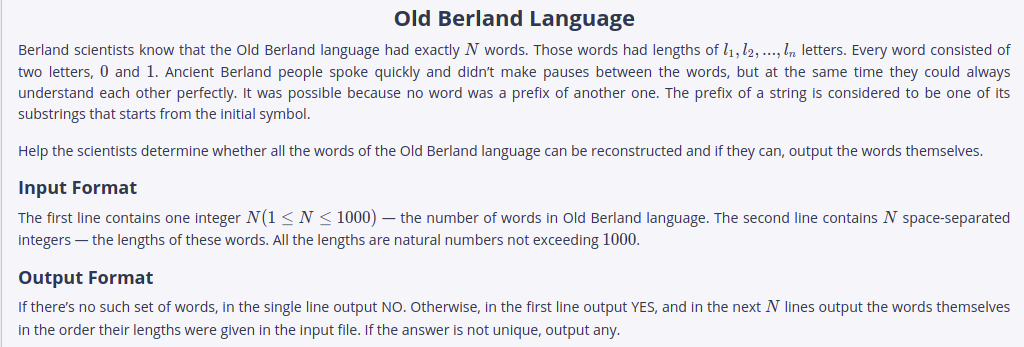 Old Berland Language
Berland scientists know that the Old Berland language had exactly N words. Those words had lengths of l₁, l₂, ..., lₙ letters. Every word consisted of
two letters, 0 and 1. Ancient Berland people spoke quickly and didn’t make pauses between the words, but at the same time they could always
understand each other perfectly. It was possible because no word was a prefix of another one. The prefix of a string is considered to be one of its
substrings that starts from the initial symbol.
Help the scientists determine whether all the words of the Old Berland language can be reconstructed and if they can, output the words themselves.
Input Format
The first line contains one integer N(1 ≤ N ≤ 1000) — the number of words in Old Berland language. The second line contains N space-separated
integers — the lengths of these words. All the lengths are natural numbers not exceeding 1000.
Output Format
If there’s no such set of words, in the single line output NO. Otherwise, in the first line output YES, and in the next N lines output the words themselves
in the order their lengths were given in the input file. If the answer is not unique, output any.